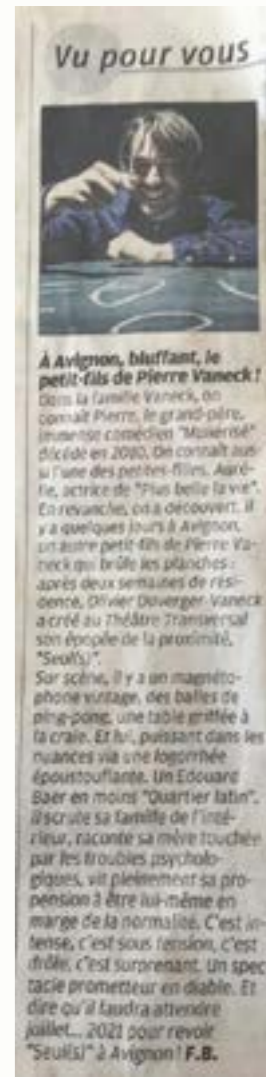 Vu pour vous
À Avignon, bluffant, le
petit-fils de Pierre Vaneck !
Dans la famille Vaneck, on
connaît Pierre, le grand-père,
immense comédien "Moliérisé"
décédé en 2010. On connaît aus-
si l'une des petites-filles, Auré-
lie, actrice de "Plus belle la vie".
En revanche, on a découvert, il
y a quelques jours à Avignon,
un autre petit-fils de Pierre Va-
neck qui brûle les planches :
après deux semaines de rési-
dence, Olivier Duverger-Vaneck
a créé au Théâtre Transversal
son épopée de la proximité,
"Seul(s)".
Sur scène, il y a un magnéto-
phone vintage, des balles de
ping-pong, une table griffée à
la craie. Et lui, puissant dans les
nuances via une logorrhée
époustouflante. Un Edouard
Baer en moins "Quartier latin".
Il scrute sa famille de l'inté-
rieur, raconte sa mère touchée
par les troubles psycholo-
giques, vit pleinement sa pro-
pension à être lui-même en
marge de la normalité. C'est in-
tense, c'est sous tension, c'est
drôle, c'est surprenant. Un spec
tacle prometteur en diable. Et
dire qu'il faudra attendre
juillet... 2021 pour revoir
"Seul(s)" à Avignon ! F.B.